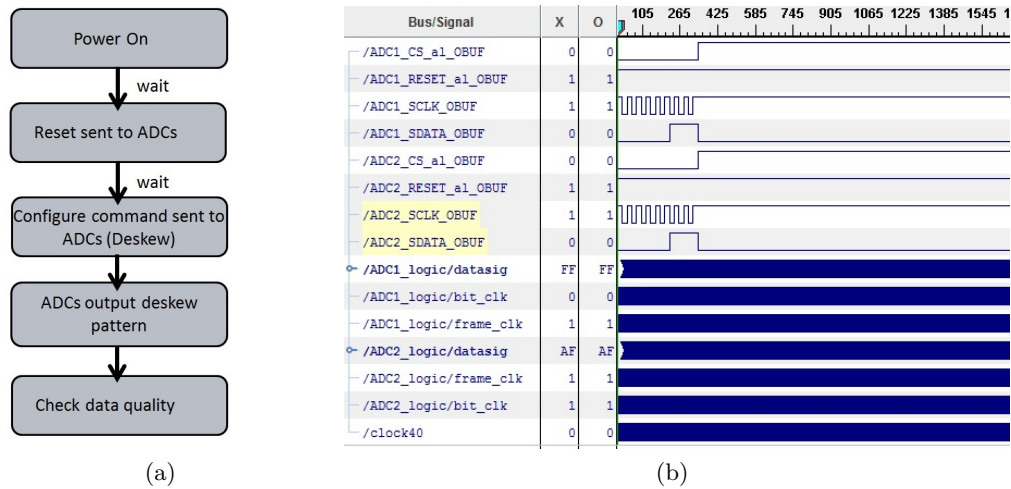 Power On
wait
Reset sent to ADCs
wait
Configure command sent to
ADCs (Deskew)
ADCs output deskew
pattern
Check data quality
(a)
Bus/Signal X O 105 265 425 585 745 905 1065 1225 1385 1545
/ADC1_CS_al_OBUF 0 0
/ADC1_RESET_al_OBUF 1 1
/ADC1_SCLK_OBUF 1 1
/ADC1_SDATA_OBUF 0 0
/ADC2_CS_al_OBUF 0 0
/ADC2_RESET_al_OBUF 1 1
/ADC2_SCLK_OBUF 1 1
/ADC2_SDATA_OBUF 0 0
/ADC1_logic/datasig FF FF
/ADC1_logic/bit_clk 0 0
/ADC1_logic/frame_clk 1 1
/ADC2_logic/datasig AF AF
/ADC2_logic/frame_clk 1 1
/ADC2_logic/bit_clk 1 1
/clock40 0 0
(b)